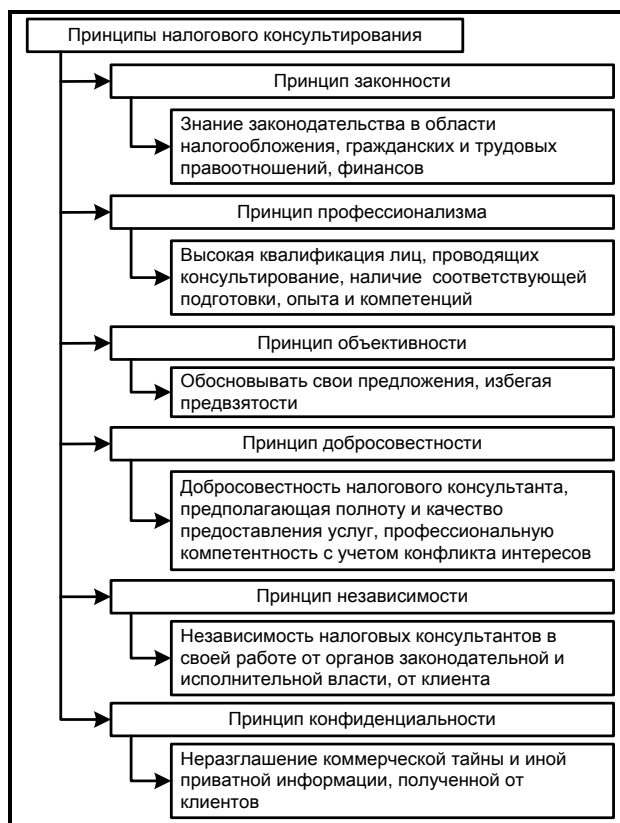 Принципы налогового консультирования
Принцип законности
Знание законодательства в области
налогообложения, гражданских и трудовых
правоотношений, финансов
Принцип профессионализма
Высокая квалификация лиц, проводящих
консультирование, наличие соответствующей
подготовки, опыта и компетенций
Принцип объективности
Обосновывать свои предложения, избегая
предвзятости
Принцип добросовестности
Добросовестность налогового консультанта,
предполагающая полноту и качество
предоставления услуг, профессиональную
компетентность с учетом конфликта интересов
Принцип независимости
Независимость налоговых консультантов в
своей работе от органов законодательной и
исполнительной власти, от клиента
Принцип конфиденциальности
Неразглашение коммерческой тайны и иной
приватной информации, полученной от
клиентов